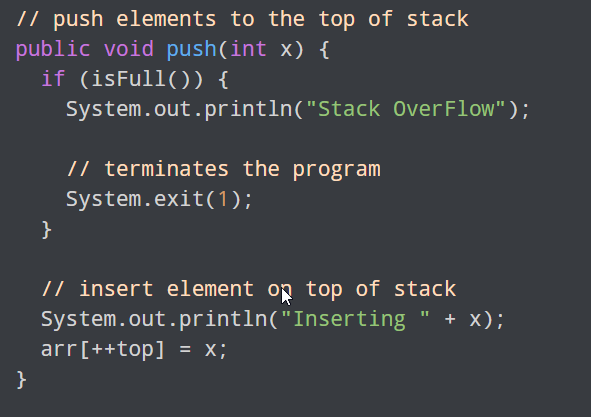 // push elements to the top of stack
public void push(int x) {
  if (isFull()) {
    System.out.println("Stack OverFlow");

    // terminates the program
    System.exit(1);
  }

  // insert element on top of stack
  System.out.println("Inserting " + x);
  arr[++top] = x;
}